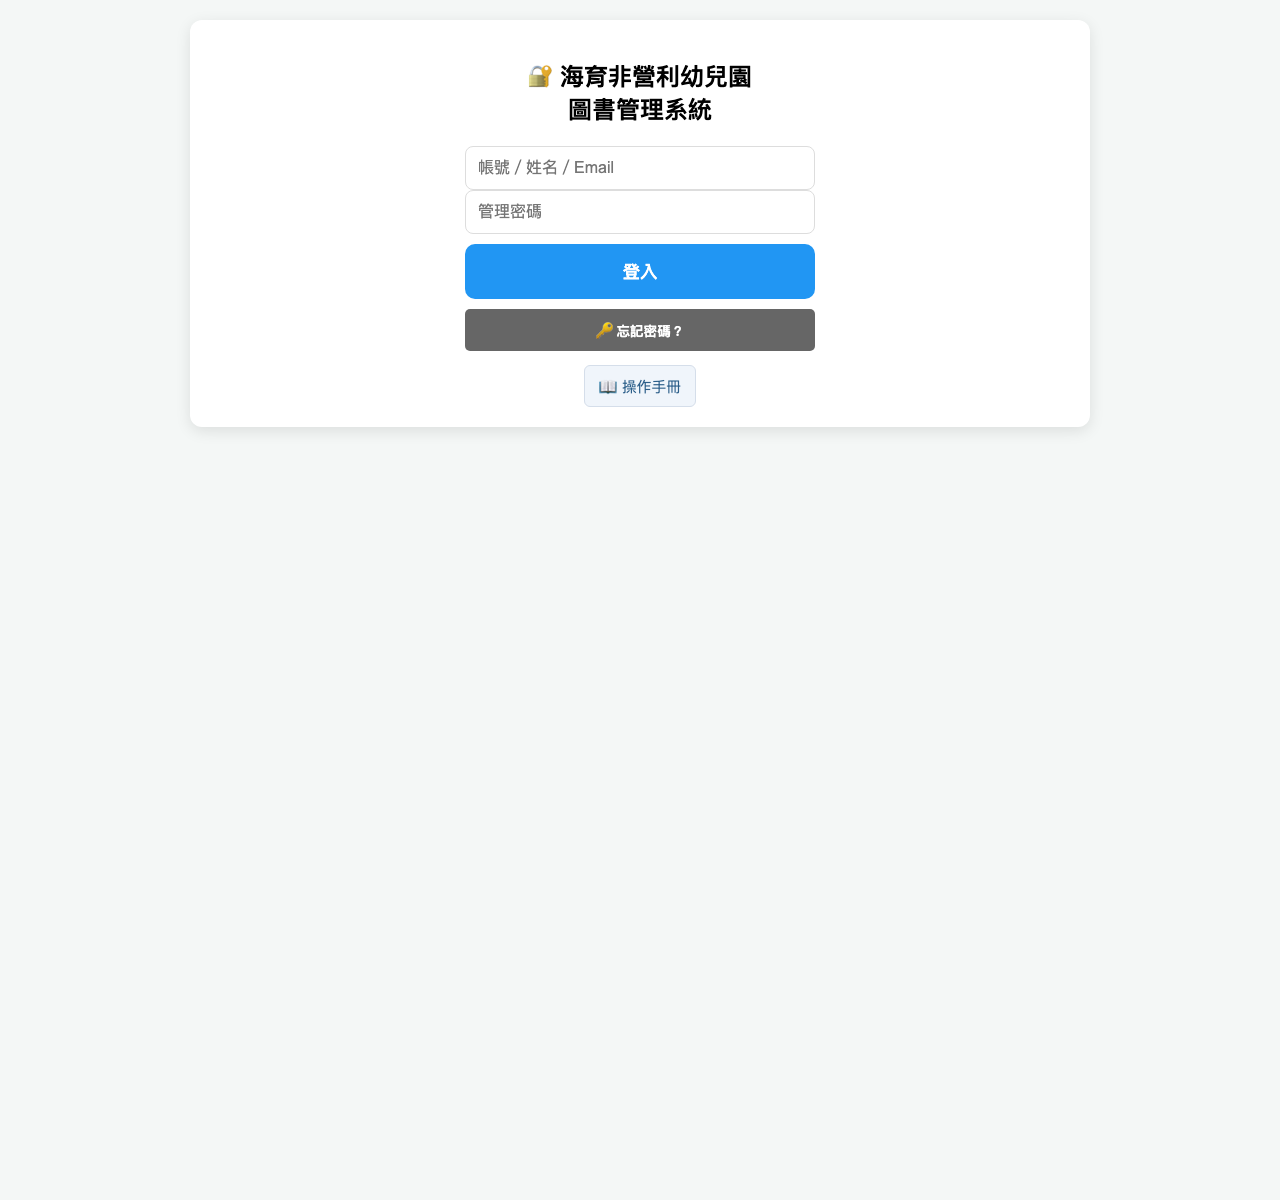 🔐 海育非營利幼兒園
圖書管理系統
帳號 / 姓名 / Email
管理密碼
登入
🔑 忘記密碼？
📖 操作手冊